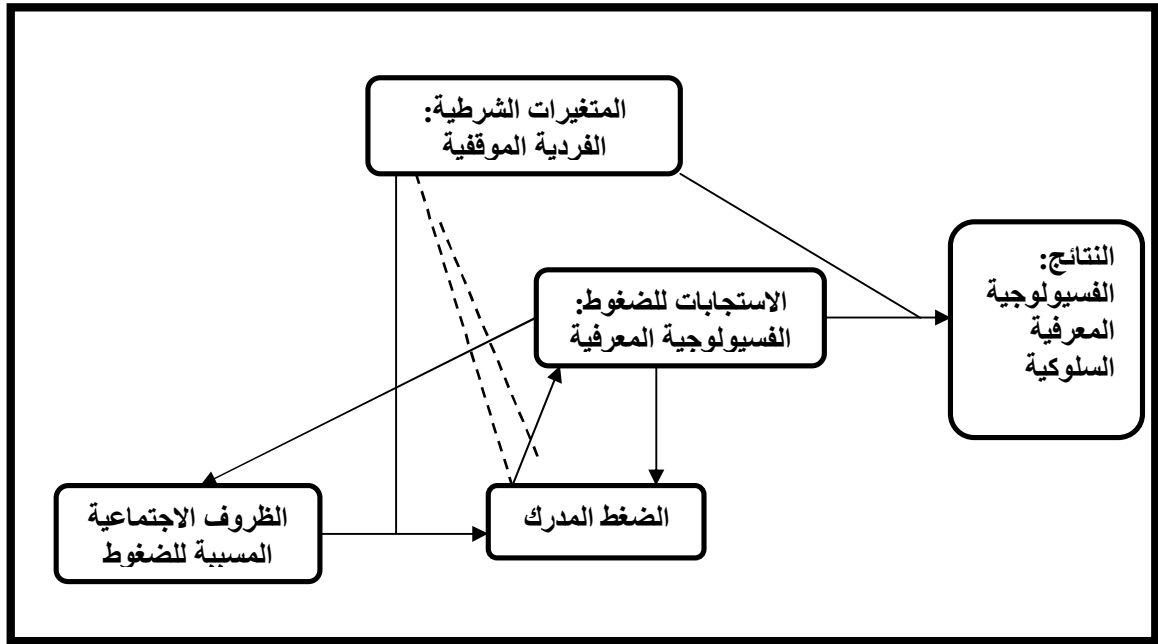 المتغيرات الشرطية:
الفردية الموقفية
النتائج:
الفسيولوجية
المعرفية
السلوكية
الاستجابات للضغوط:
الفسيولوجية المعرفية
الضغط المدرك
الظروف الاجتماعية
المسببة للضغوط